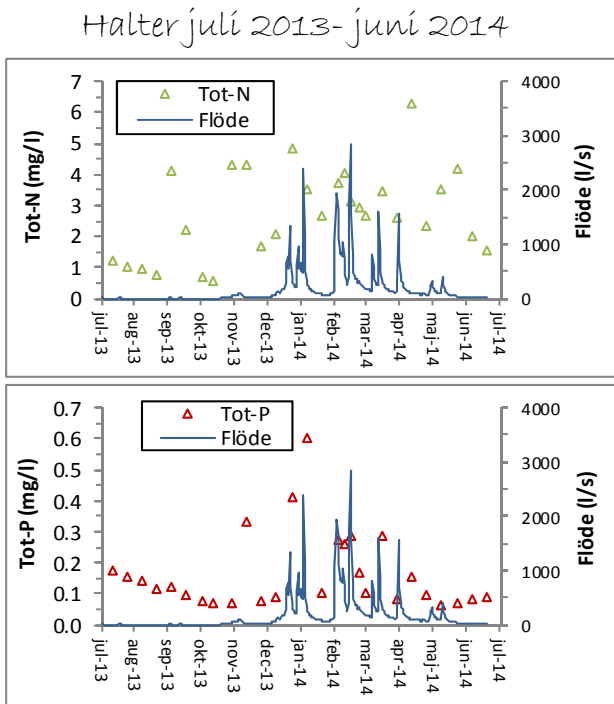 Halter juli 2013- juni 2014
Tot-N (mg/l)
7
6
5
4
3
2
1
0
Tot-N
Flöde
4000
3000
2000
1000
0
Flöde (l/s)
jul-13
aug-13
sep-13
okt-13
nov-13
dec-13
jan-14
feb-14
mar-14
apr-14
maj-14
jun-14
jul-14
Tot-P (mg/l)
0.7
0.6
0.5
0.4
0.3
0.2
0.1
0.0
Tot-P
Flöde
4000
3000
2000
1000
0
Flöde (l/s)
jul-13
aug-13
sep-13
okt-13
nov-13
dec-13
jan-14
feb-14
mar-14
apr-14
maj-14
jun-14
jul-14